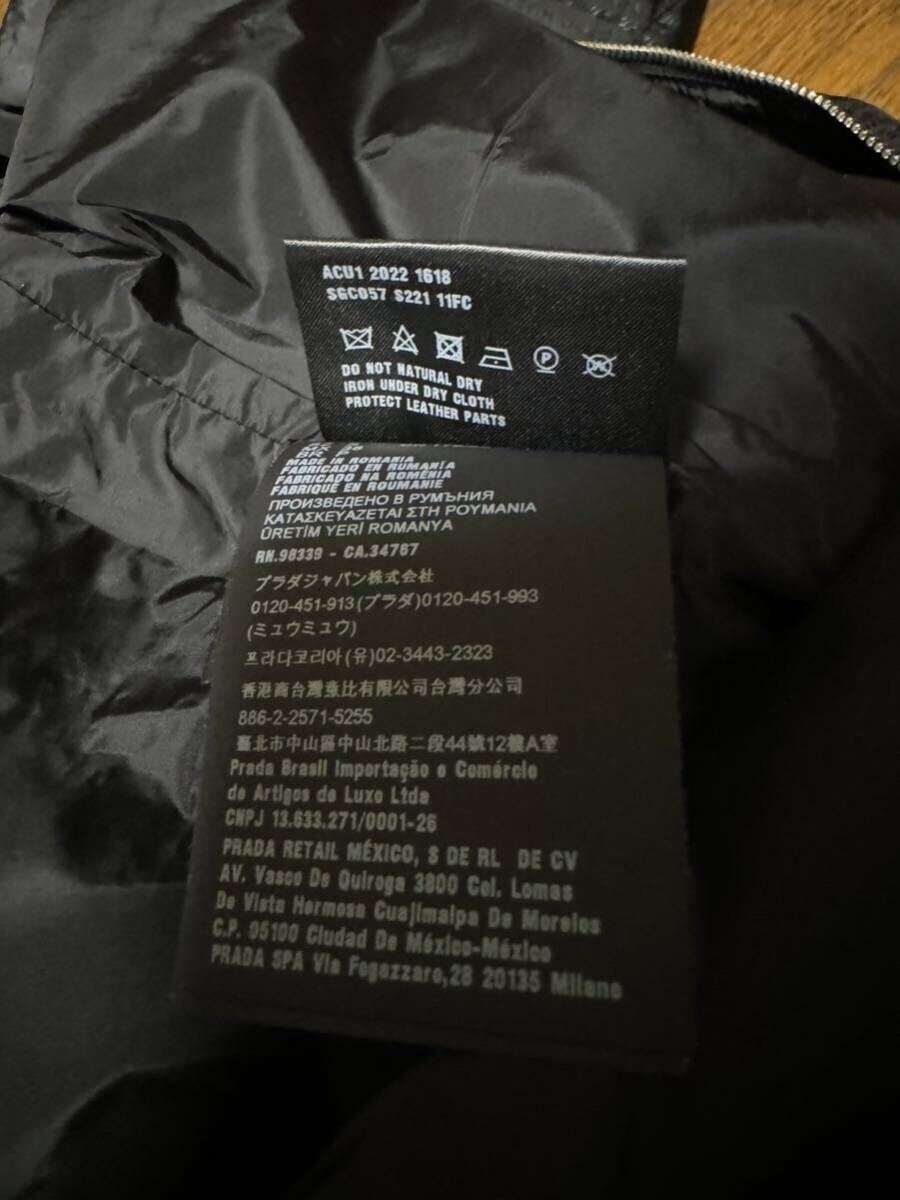 ACU1 2022 1618
SGC057 S221 11FC
DO NOT NATURAL DRY
IRON UNDER DRY CLOTH
PROTECT LEATHER PARTS
MADE IN ROMANIA
FABRICADO EN RUMANÍA
FABRICADO NA ROMÉNIA
FABRIQUÉ EN ROUMANIE
ПРОИЗВЕДЕНО В РУМЪНИЯ
ΚΑΤΑΣΚΕΥΑΖΕΤΑΙ ΣΤΗ ΡΟΥΜΑΝΙΑ
ÜRETİM YERİ ROMANYA
RN.98339 - CA.34767
プラダジャパン株式会社
0120-451-913(プラダ)0120-451-993
(ミュウミュウ)
프라다코리아(유)02-3443-2323
香港商台灣童比有限公司台灣分公司
886-2-2571-5255
臺北市中山區中山北路二段44號12樓A室
Prada Brasil Importação e Comércio
de Artigos de Luxo Ltda
CNPJ 13.633.271/0001-26
PRADA RETAIL MÉXICO, S DE RL DE CV
AV. Vasco De Quiroga 3800 Col. Lomas
De Vista Hermosa Cuajimalpa De Morelos
C.P. 05100 Ciudad De México-México
PRADA SPA Via Fogazzaro,28 20135 Milano